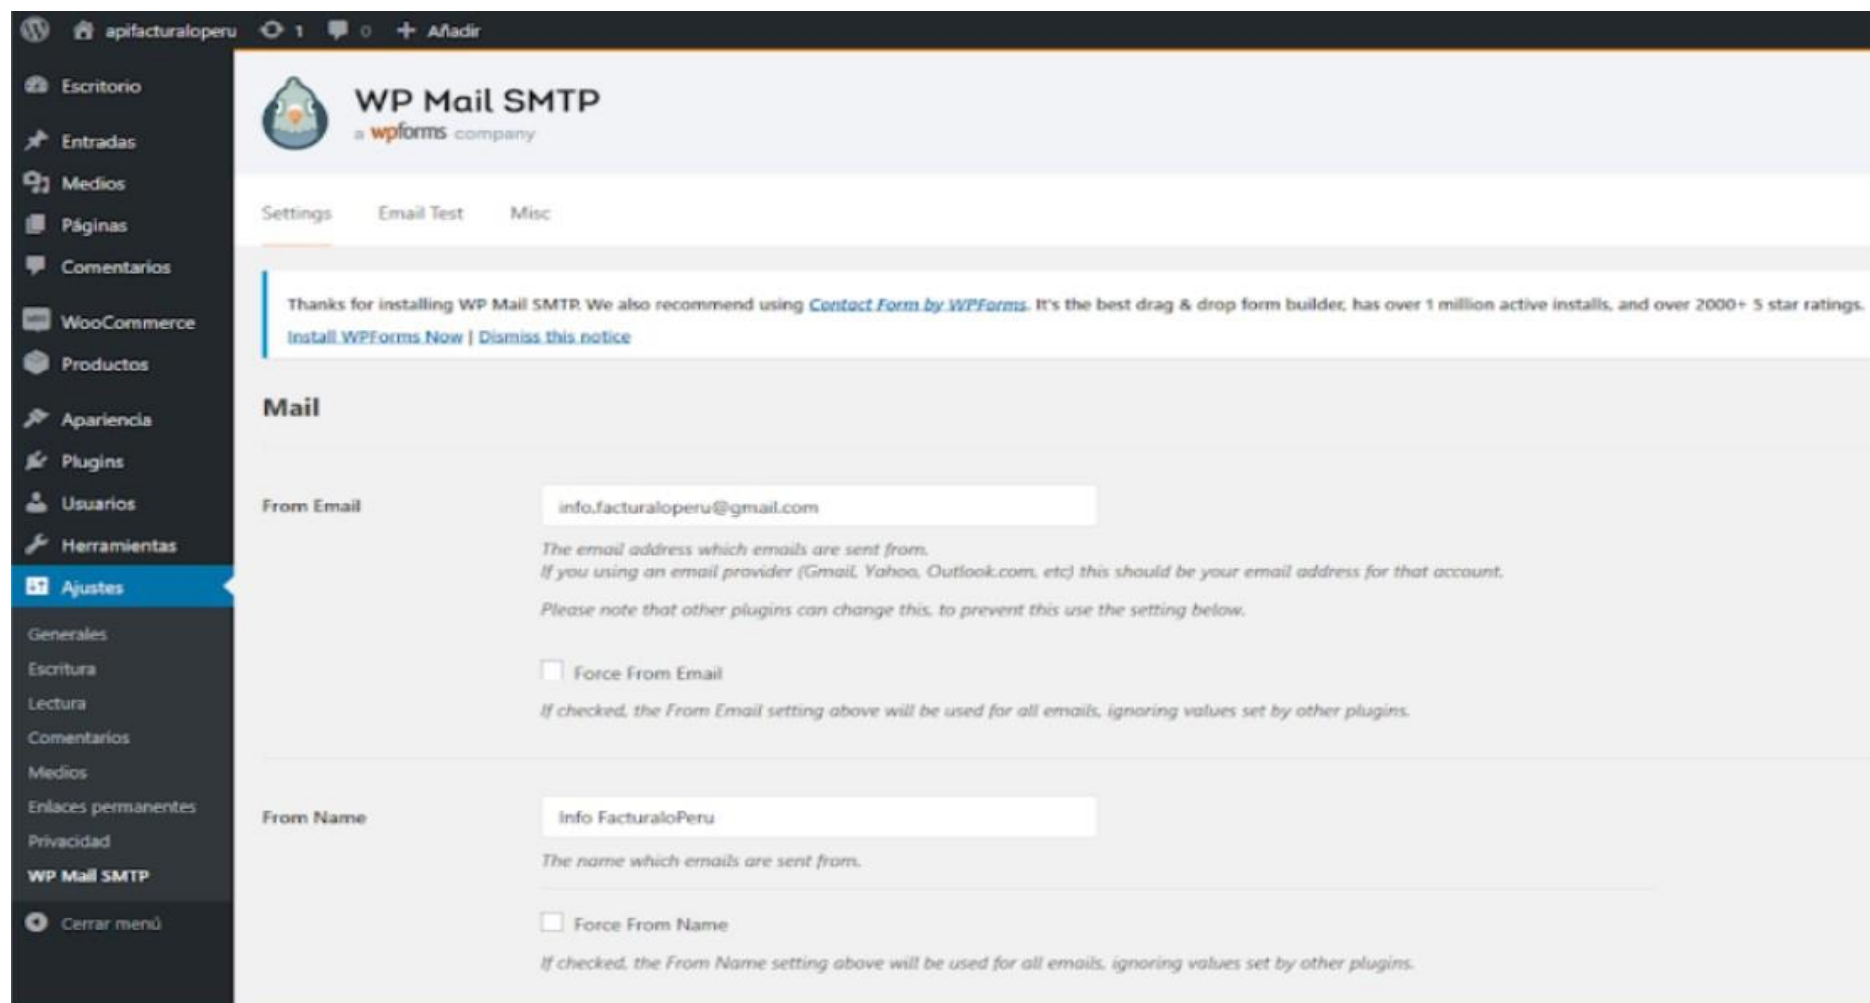 apifacturaloperu 1 0 + Añadir
Escritorio
Entradas
Medios
Páginas
Comentarios
WooCommerce
Productos
Apariencia
Plugins
Usuarios
Herramientas
Ajustes
Generales
Escritura
Lectura
Comentarios
Medios
Enlaces permanentes
Privacidad
WP Mail SMTP
Cerrar menú
WP Mail SMTP
a wpforms company
Settings Email Test Misc
Thanks for installing WP Mail SMTP. We also recommend using Contact Form by WPForms. It's the best drag & drop form builder, has over 1 million active installs, and over 2000+ 5 star ratings.
Install WPForms Now | Dismiss this notice
Mail
From Email info.facturaloperu@gmail.com
The email address which emails are sent from.
If you using an email provider (Gmail, Yahoo, Outlook.com, etc) this should be your email address for that account.
Please note that other plugins can change this, to prevent this use the setting below.
Force From Email
If checked, the From Email setting above will be used for all emails, ignoring values set by other plugins.
From Name Info FacturaloPeru
The name which emails are sent from.
Force From Name
If checked, the From Name setting above will be used for all emails, ignoring values set by other plugins.